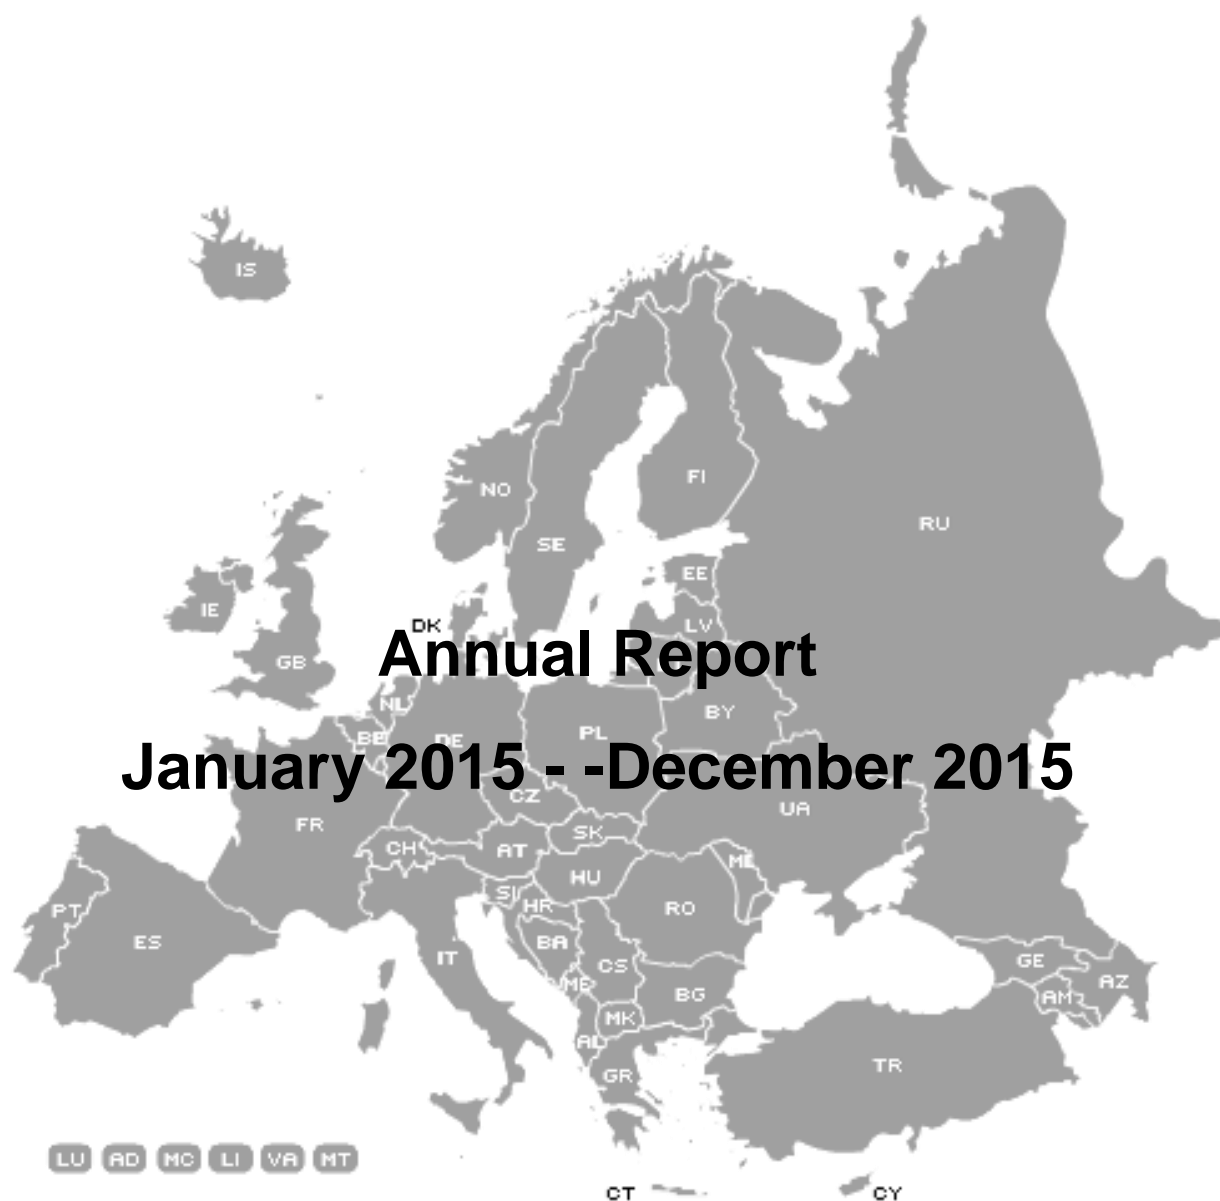 IS
NO
FI
SE
RU
EE
IE
DK
LV
Annual Report
GB
NL
BY
BE
DE
PL
January 2015 - -December 2015
CZ
UA
FR
SK
CH
AT
MD
HU
SI
HR
RO
PT
ES
BA
IT
CS
GE
ME
BG
AZ
AM
MK
AL
TR
GR
LU AD MC LI VA MT
CT
CY